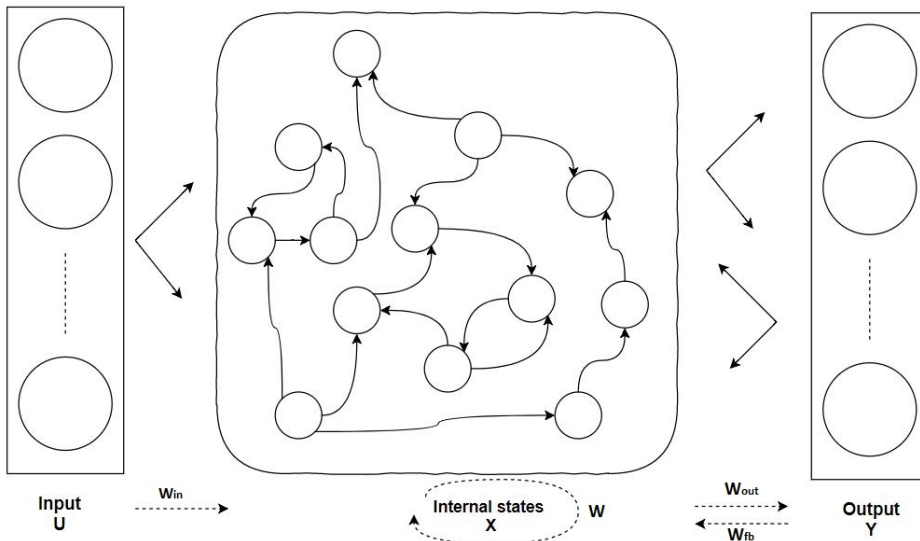 Input
U
Win
Internal states
X
W
Wout
Wfb
Output
Y